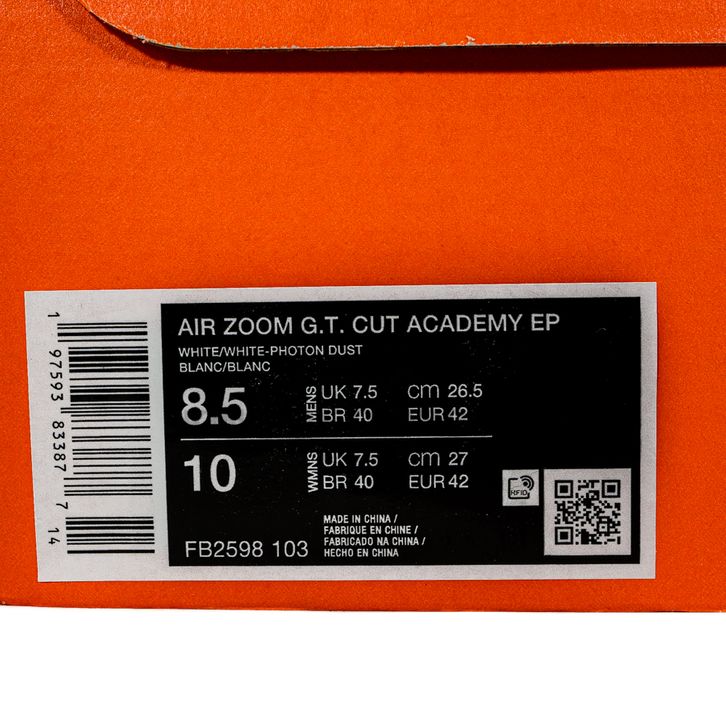 AIR ZOOM G.T. CUT ACADEMY EP
WHITE/WHITE-PHOTON DUST
BLANC/BLANC
8.5 MENS UK 7.5 cm 26.5
BR 40 EUR 42
10 WMNS UK 7.5 cm 27
BR 40 EUR 42
RFID
FB2598 103
MADE IN CHINA /
FABRIQUE EN CHINE /
FABRICADO NA CHINA /
HECHO EN CHINA
1 97593 83387 7 14